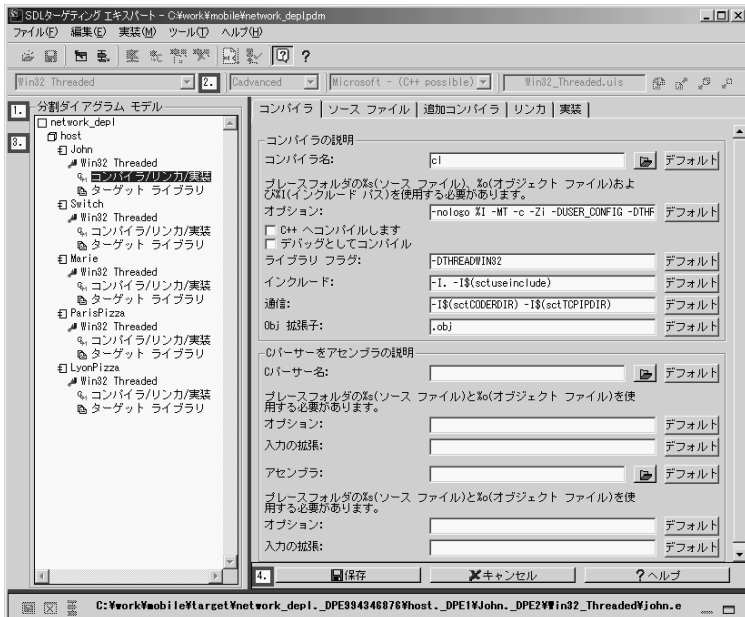 SDLターゲティング エキスパート - C:¥work¥mobile¥network_depl.pdm
ファイル(F) 編集(E) 実装(M) ツール(T) ヘルプ(H)
Win32 Threaded
2.
Cadvanced
Microsoft - (C++ possible)
Win32_Threaded.uis
1.
3.
分割ダイアグラム モデル
network_depl
host
John
Win32 Threaded
コンパイラ/リンカ/実装
ターゲット ライブラリ
Switch
Win32 Threaded
コンパイラ/リンカ/実装
ターゲット ライブラリ
Marie
Win32 Threaded
コンパイラ/リンカ/実装
ターゲット ライブラリ
ParisPizza
Win32 Threaded
コンパイラ/リンカ/実装
ターゲット ライブラリ
LyonPizza
Win32 Threaded
コンパイラ/リンカ/実装
ターゲット ライブラリ
コンパイラ ソース ファイル 追加コンパイラ リンカ 実装
コンパイラの説明
コンパイラ名: cl デフォルト
プレースフォルダの%s(ソース ファイル)、%o(オブジェクト ファイル)およ
び%I(インクルード パス)を使用する必要があります。
オプション: -nologo %I -MT -c -Zi -DUSER_CONFIG -DTHR デフォルト
C++ へコンパイルします
デバッグとしてコンパイル
ライブラリ フラグ: -DTHREADWIN32 デフォルト
インクルード: -I. -I$(sctuseinclude) デフォルト
通信: -I$(sctCODERDIR) -I$(sctTCPIPDIR) デフォルト
Obj 拡張子: .obj デフォルト
Cパーサーをアセンブラの説明
Cパーサー名: デフォルト
プレースフォルダの%s(ソース ファイル)と%o(オブジェクト ファイル)を使
用する必要があります。
オプション: デフォルト
入力の拡張: デフォルト
アセンブラ: デフォルト
プレースフォルダの%s(ソース ファイル)と%o(オブジェクト ファイル)を使
用する必要があります。
オプション: デフォルト
入力の拡張: デフォルト
4. 保存 キャンセル ?ヘルプ
C:¥work¥mobile¥target¥network_depl._DPE994346876¥host._DPE1¥John._DPE2¥Win32_Threaded¥john.e